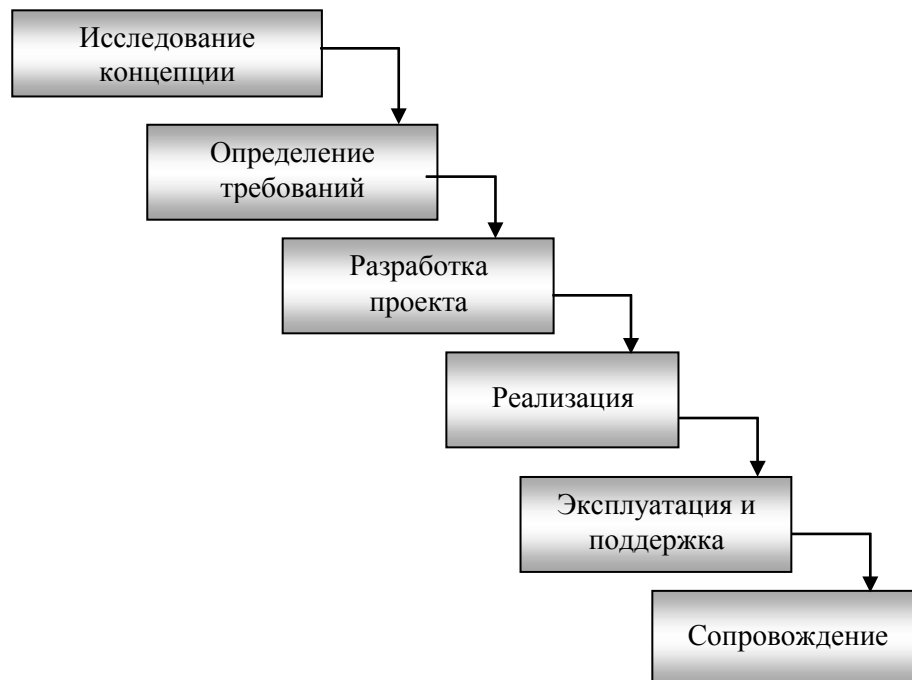 Исследование
концепции
Определение
требований
Разработка
проекта
Реализация
Эксплуатация и
поддержка
Сопровождение